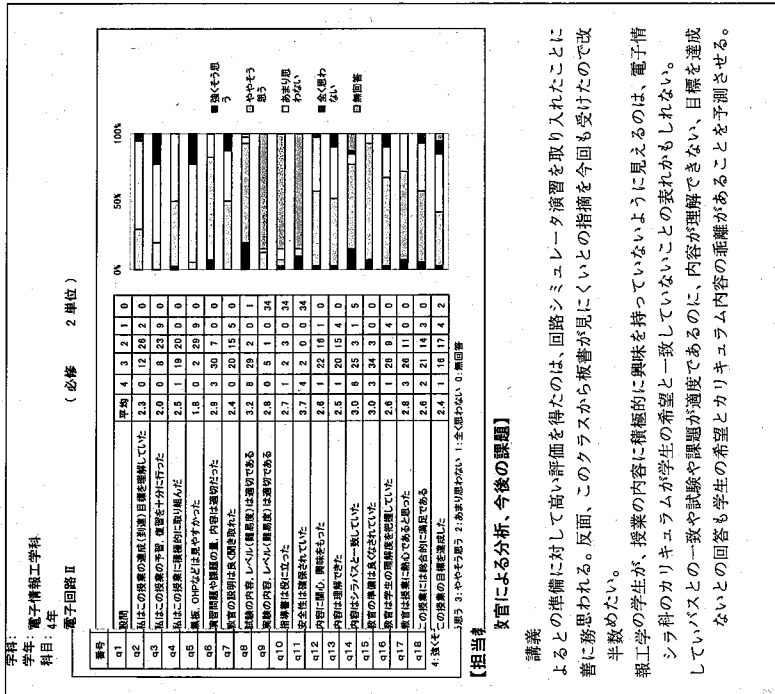 学科:
学年: 電子情報工学科
科目: 4年
電子回路Ⅱ ( 必修 2 単位 )
番号
q1 設問 平均 4 3 2 1 0
q2 私はこの授業の達成(到達)目標を理解していた 2.3 0 12 26 2 0
q3 私はこの授業の予習、復習を十分に行った 2.0 0 8 23 9 0
q4 私はこの授業に積極的に取り組んだ 2.5 1 19 20 0 0
q5 黒板、OHPなどは見やすかった 1.8 0 2 29 9 0
q6 演習問題や課題の量、内容は適切だった 2.9 3 30 7 0 0
q7 教官の説明は良く聞き取れた 2.4 0 20 15 5 0
q8 試験の内容、レベル(難易度)は適切である 3.2 8 29 2 0 1
q9 実験の内容、レベル(難易度)は適切である 2.8 0 5 1 0 34
q10 指導書は役に立った 2.7 1 2 3 0 34
q11 安全性は確保されていた 3.7 4 2 0 0 34
q12 内容に関心、興味をもった 2.6 1 22 16 1 0
q13 内容は理解できた 2.5 1 20 15 4 0
q14 内容はシラバスと一致していた 3.0 6 25 3 1 5
q15 教官の準備は良くなされていた 3.0 3 34 3 0 0
q16 教官は学生の理解度を把握していた 2.6 1 26 9 4 0
q17 教官は授業に熱心であると思った 2.8 3 26 11 0 0
q18 この授業には総合的に満足である 2.6 2 21 14 3 0
この授業の目標を達成した 2.4 1 16 17 4 2
4:強くそ
う思う 3:ややそう思う 2:あまり思わない 1:全く思わない 0:無回答
0% 50% 100%
■強くそう思
う
□ややそう
思う
□あまり思
わない
■全く思わ
ない
□無回答
【担当者
教官による分析、今後の課題】
講義
よるとの準備に対して高い評価を得たのは、回路シミュレータ演習を取り入れたことに
善に務思われる。反面、このクラスから板書が見にくいとの指摘を今回も受けたので改
半数めたい。
報工学の学生が、授業の内容に積極的に興味を持っていないように見えるのは、電子情
シラ科のカリキュラムが学生の希望と一致していないことの表れかもしれない。
していバスとの一致や試験や課題が適度であるのに、内容が理解できない、目標を達成
ないとの回答も学生の希望とカリキュラム内容の乖離があることを予測させる。